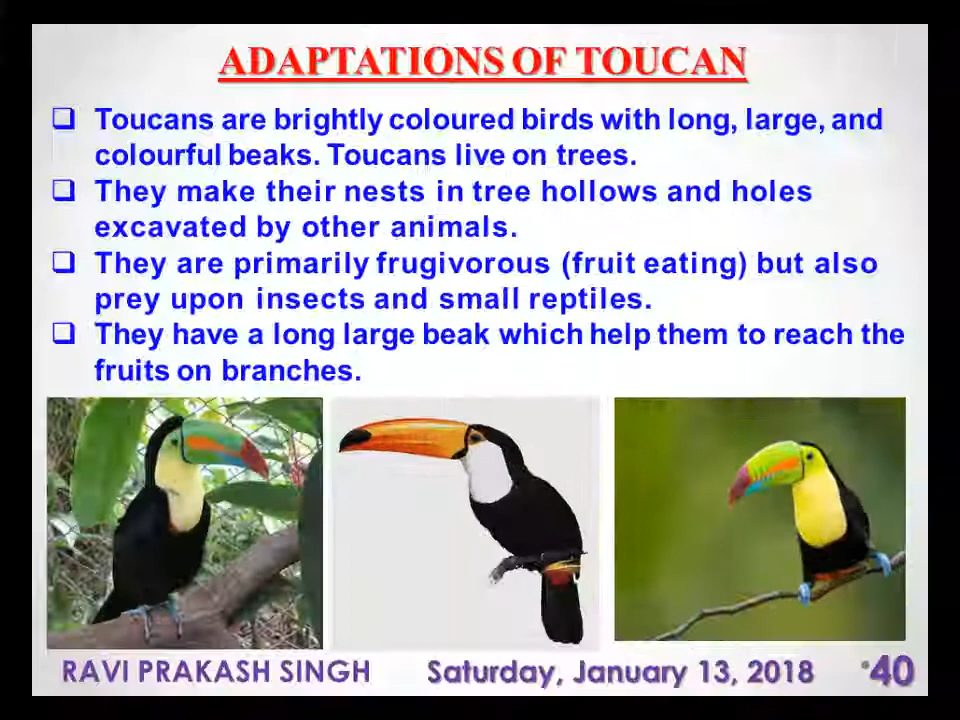 ADAPTATIONS OF TOUCAN
❑ Toucans are brightly coloured birds with long, large, and
colourful beaks. Toucans live on trees.
❑ They make their nests in tree hollows and holes
excavated by other animals.
❑ They are primarily frugivorous (fruit eating) but also
prey upon insects and small reptiles.
❑ They have a long large beak which help them to reach the
fruits on branches.
RAVI PRAKASH SINGH Saturday, January 13, 2018 •40